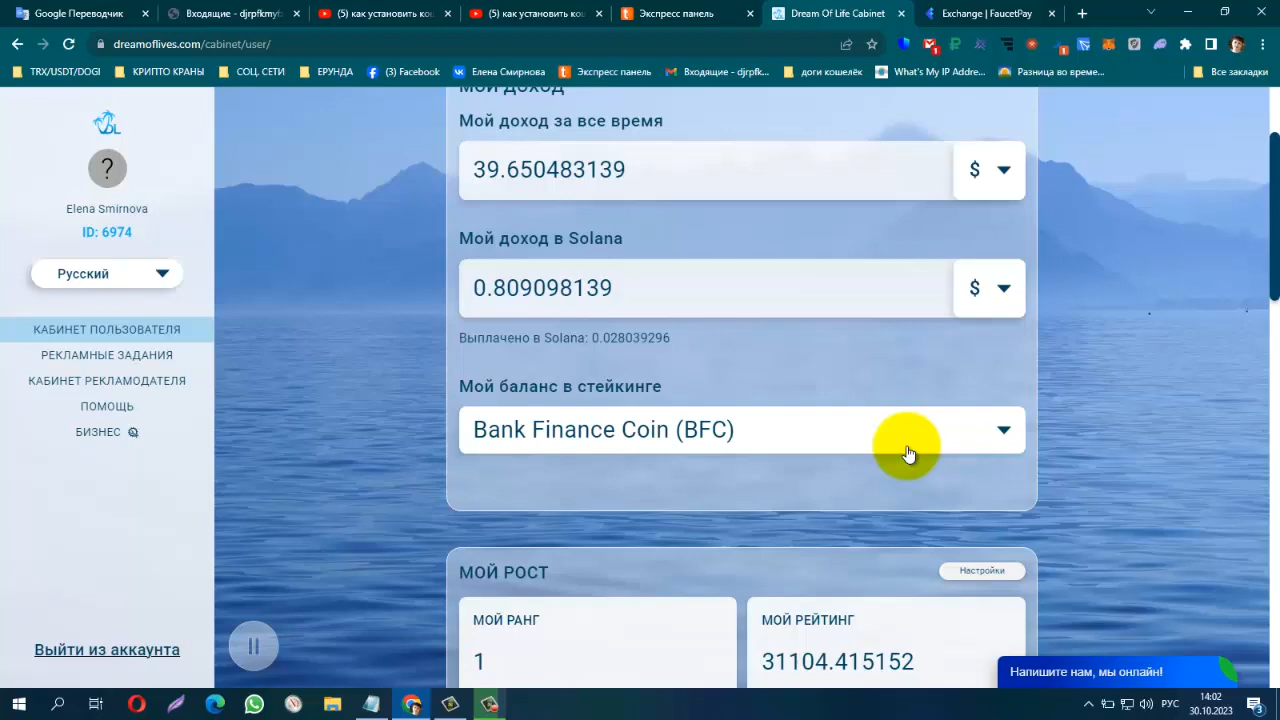 Google Переводчик
Входящие - djrpfkmyf
(5) как установить кош
(5) как установить кош
Экспресс панель
Dream Of Life Cabinet
Exchange | FaucetPay
dreamoflives.com/cabinet/user/
TRX/USDT/DOGI
КРИПТО КРАНЫ
СОЦ. СЕТИ
ЕРУНДА
(3) Facebook
Елена Смирнова
Экспресс панель
Входящие - djrpfk...
доги кошелёк
What's My IP Addre...
Разница во време...
Все закладки
DL
?
Elena Smirnova
ID: 6974
Русский
КАБИНЕТ ПОЛЬЗОВАТЕЛЯ
РЕКЛАМНЫЕ ЗАДАНИЯ
КАБИНЕТ РЕКЛАМОДАТЕЛЯ
ПОМОЩЬ
БИЗНЕС
Выйти из аккаунта
МОЙ ДОХОД
Мой доход за все время
39.650483139
$
Мой доход в Solana
0.809098139
$
Выплачено в Solana: 0.028039296
Мой баланс в стейкинге
Bank Finance Coin (BFC)
МОЙ РОСТ
Настройки
МОЙ РАНГ
1
МОЙ РЕЙТИНГ
31104.415152
Напишите нам, мы онлайн!
РУС
14:02
30.10.2023